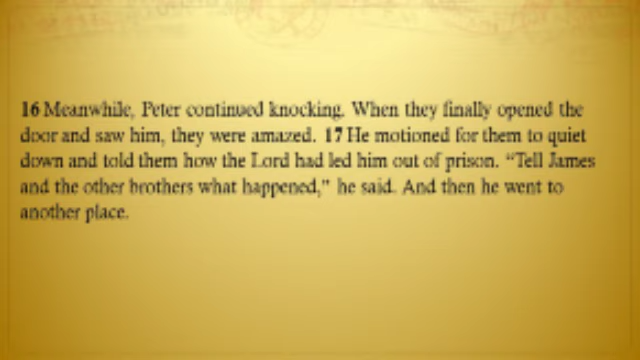 16 Meanwhile, Peter continued knocking. When they finally opened the
door and saw him, they were amazed. 17 He motioned for them to quiet
down and told them how the Lord had led him out of prison. “Tell James
and the other brothers what happened,” he said. And then he went to
another place.